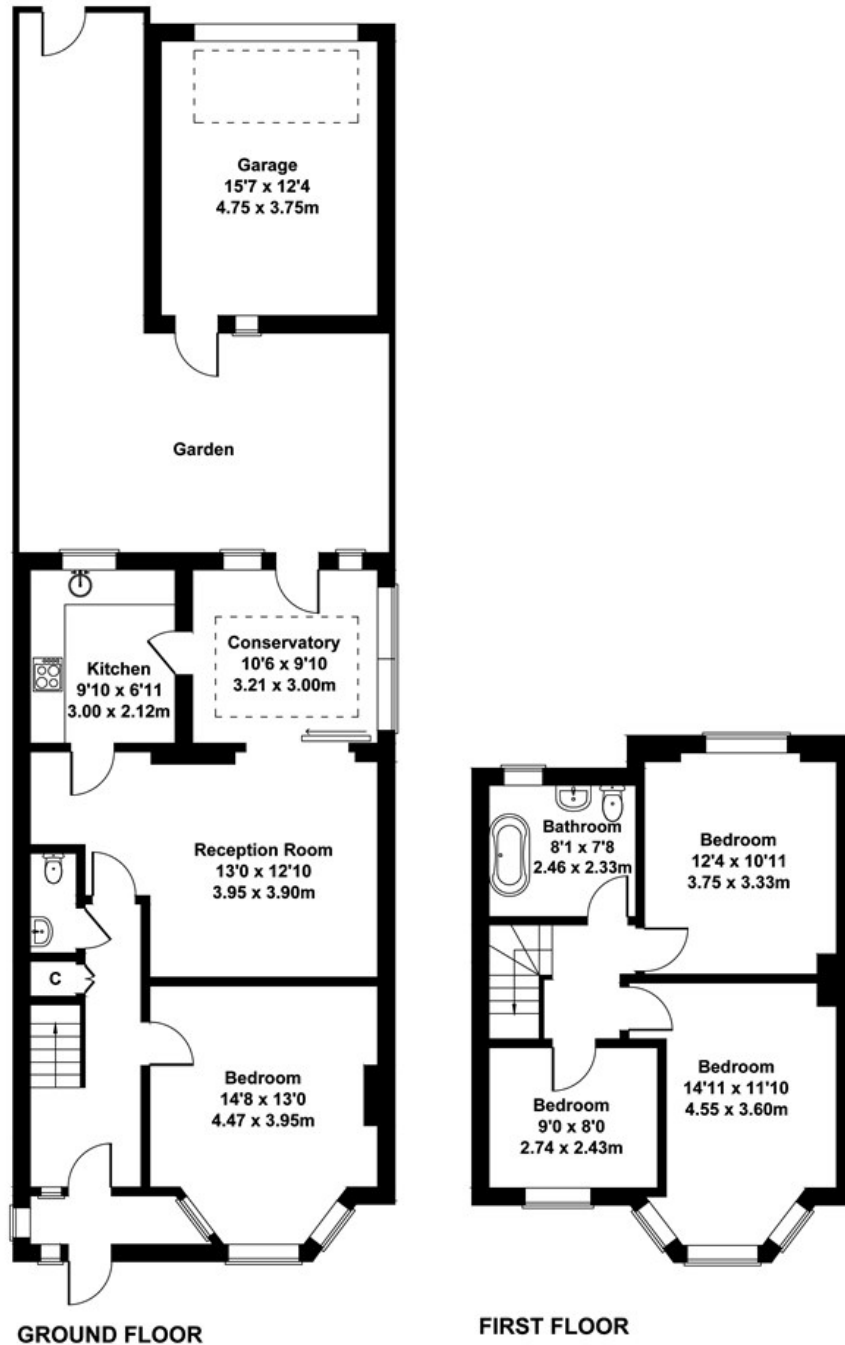 Garage
15'7 x 12'4
4.75 x 3.75m
Garden
Kitchen
9'10 x 6'11
3.00 x 2.12m
Conservatory
10'6 x 9'10
3.21 x 3.00m
Reception Room
13'0 x 12'10
3.95 x 3.90m
C
Bedroom
14'8 x 13'0
4.47 x 3.95m
GROUND FLOOR
Bathroom
8'1 x 7'8
2.46 x 2.33m
Bedroom
12'4 x 10'11
3.75 x 3.33m
Bedroom
14'11 x 11'10
4.55 x 3.60m
Bedroom
9'0 x 8'0
2.74 x 2.43m
FIRST FLOOR